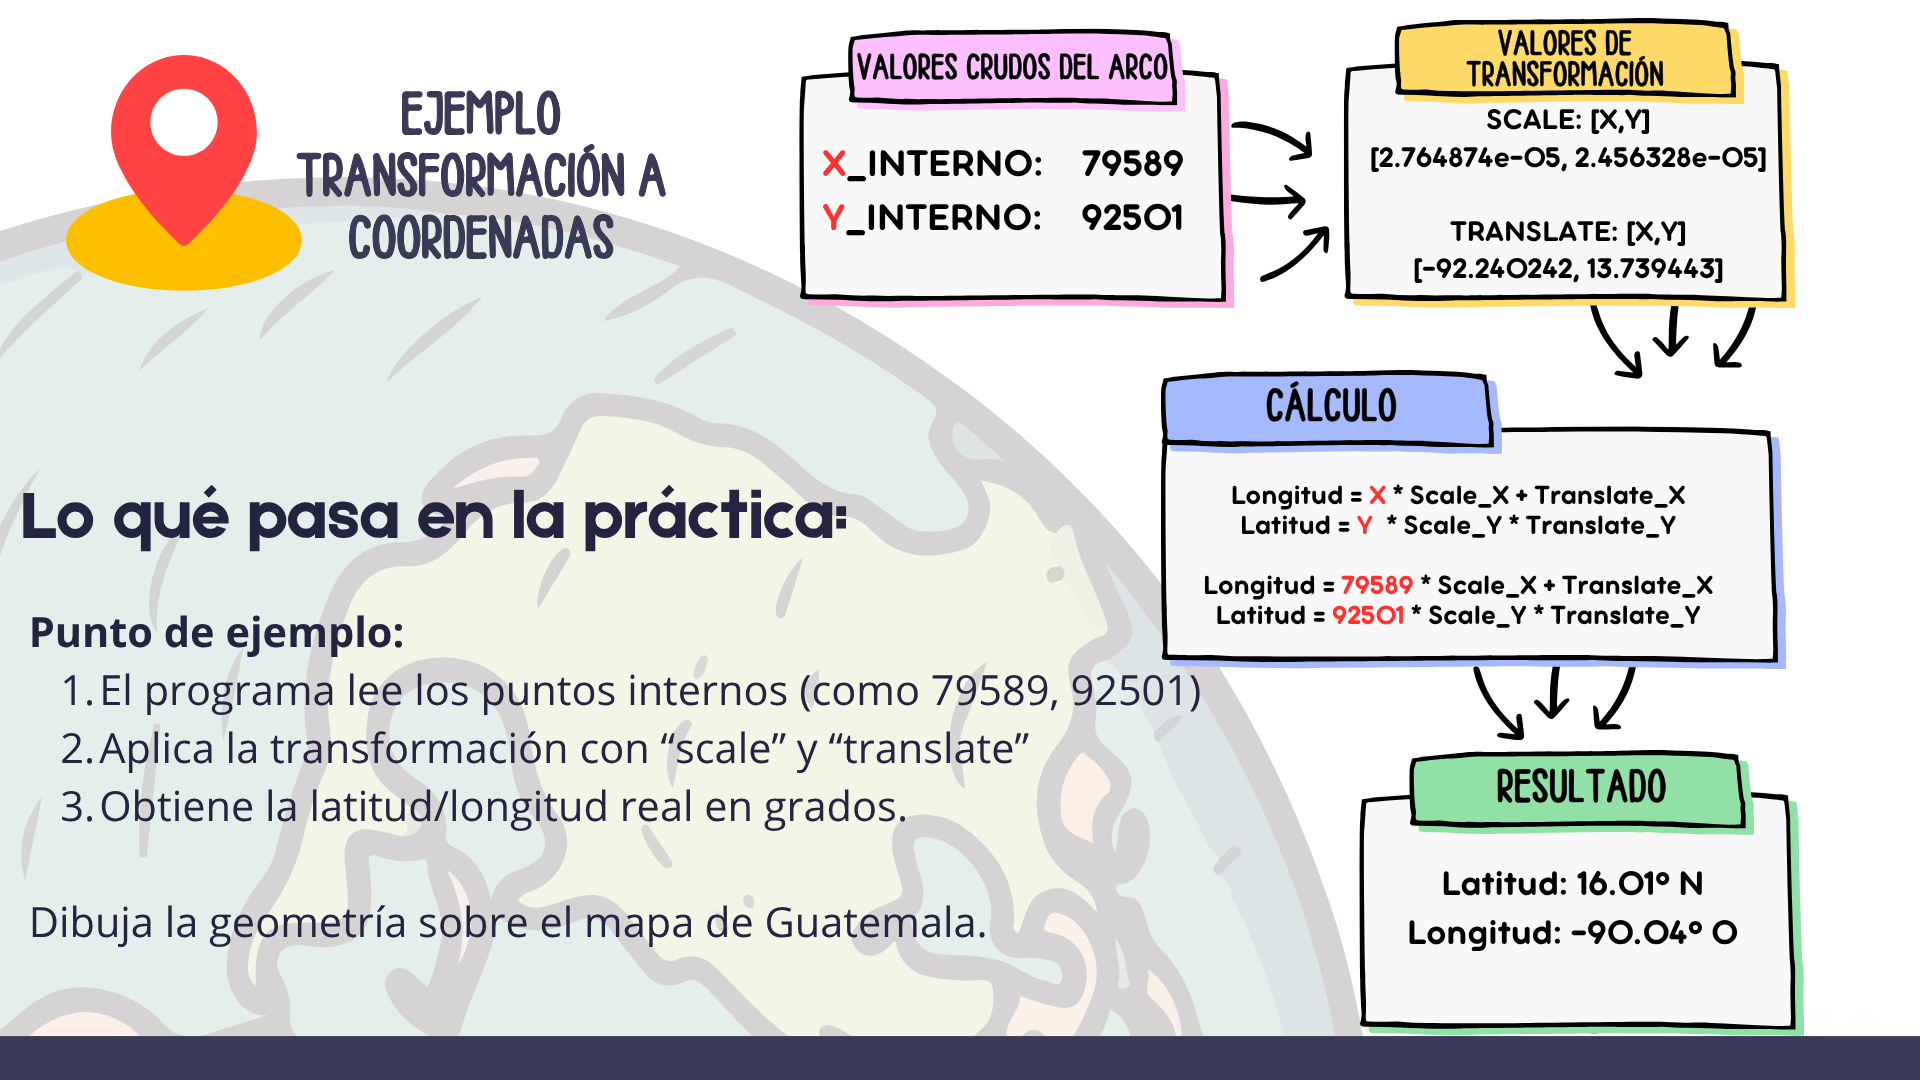 EJEMPLO
TRANSFORMACIÓN A
COORDENADAS
VALORES CRUDOS DEL ARCO
X_INTERNO: 79589
Y_INTERNO: 92501
VALORES DE
TRANSFORMACIÓN
SCALE: [X,Y]
[2.764874e-05, 2.456328e-05]
TRANSLATE: [X,Y]
[-92.240242, 13.739443]
CÁLCULO
Longitud = X * Scale_X + Translate_X
Latitud = Y * Scale_Y * Translate_Y
Longitud = 79589 * Scale_X + Translate_X
Latitud = 92501 * Scale_Y * Translate_Y
RESULTADO
Latitud: 16.01° N
Longitud: -90.04° O
Lo qué pasa en la práctica:
Punto de ejemplo:
1. El programa lee los puntos internos (como 79589, 92501)
2. Aplica la transformación con “scale” y “translate”
3. Obtiene la latitud/longitud real en grados.
Dibuja la geometría sobre el mapa de Guatemala.